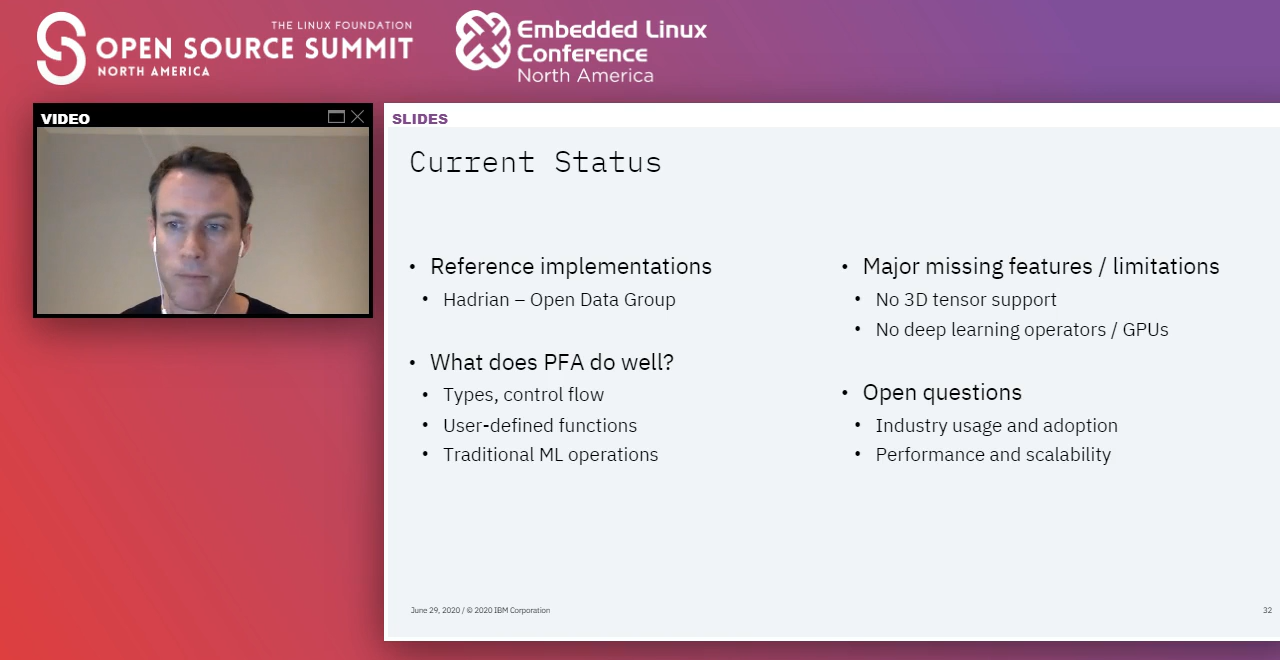 THE LINUX FOUNDATION
OPEN SOURCE SUMMIT
NORTH AMERICA
Embedded Linux
Conference
North America
VIDEO
SLIDES
Current Status
• Reference implementations
• Hadrian – Open Data Group
• What does PFA do well?
• Types, control flow
• User-defined functions
• Traditional ML operations
• Major missing features / limitations
• No 3D tensor support
• No deep learning operators / GPUs
• Open questions
• Industry usage and adoption
• Performance and scalability
June 29, 2020 / © 2020 IBM Corporation
32